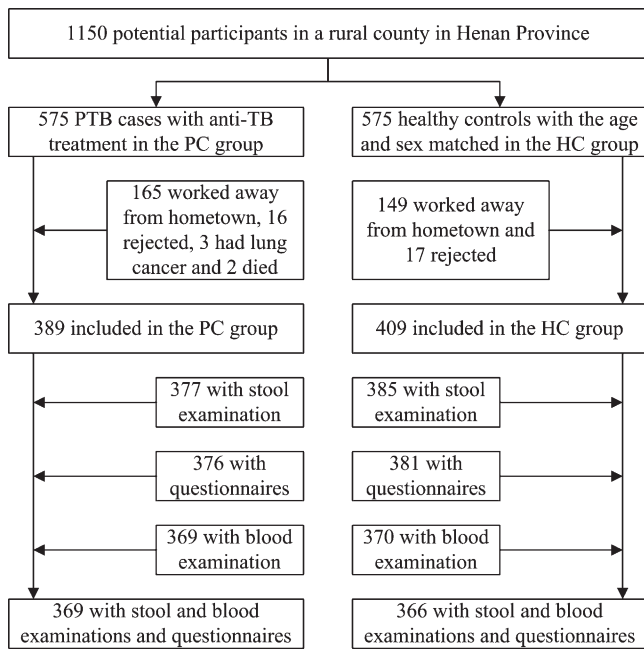 1150 potential participants in a rural county in Henan Province
575 PTB cases with anti-TB
treatment in the PC group
575 healthy controls with the age
and sex matched in the HC group
165 worked away
from hometown, 16
rejected, 3 had lung
cancer and 2 died
149 worked away
from hometown and
17 rejected
389 included in the PC group
409 included in the HC group
377 with stool
examination
385 with stool
examination
376 with
questionnaires
381 with
questionnaires
369 with blood
examination
370 with blood
examination
369 with stool and blood
examinations and questionnaires
366 with stool and blood
examinations and questionnaires